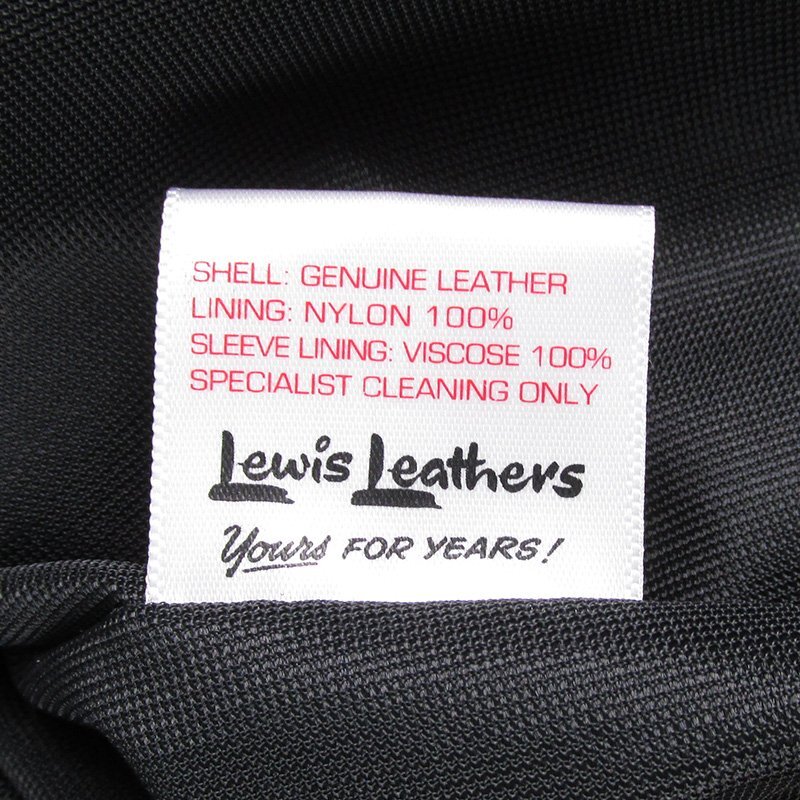 SHELL: GENUINE LEATHER
LINING: NYLON 100%
SLEEVE LINING: VISCOSE 100%
SPECIALIST CLEANING ONLY
Lewis Leathers
Yours FOR YEARS!